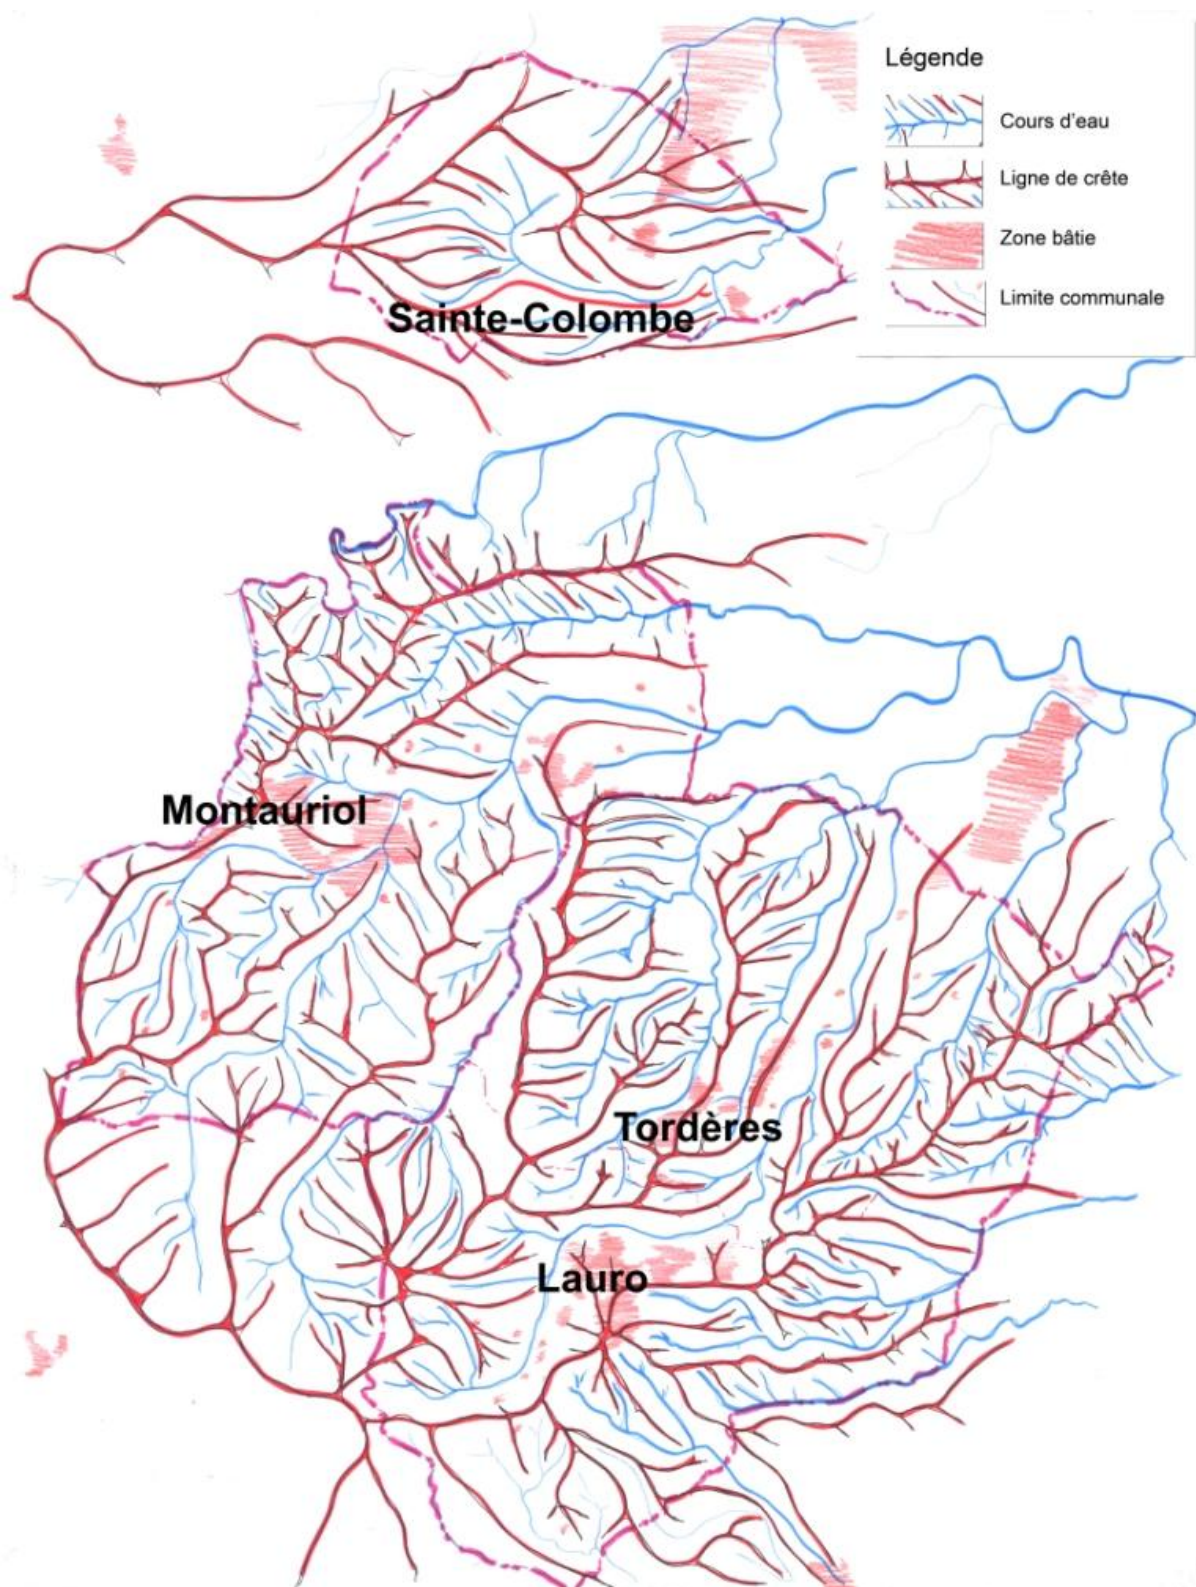 Légende
Cours d'eau
Ligne de crête
Zone bâtie
Limite communale
Sainte-Colombe
Montauriol
Tordères
Lauro